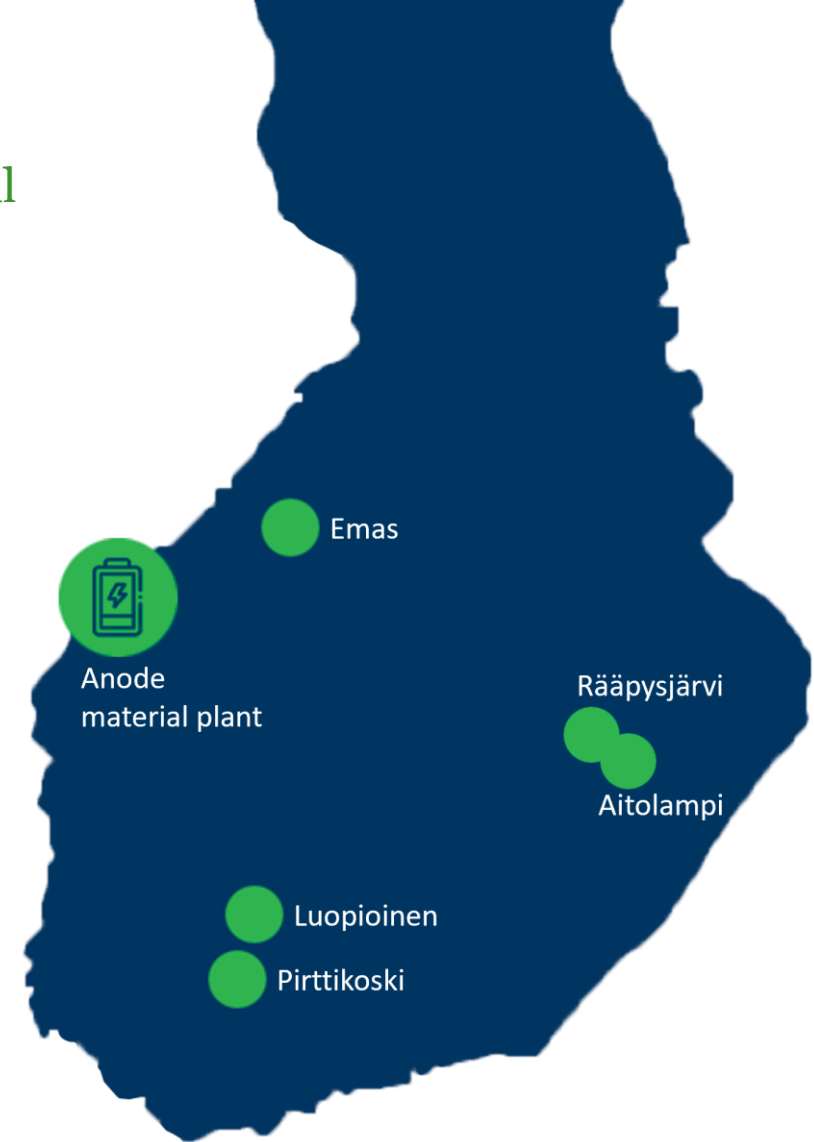 Emas
Anode
material plant
Rääpysjärvi
Aitolampi
Luopioinen
Pirttikoski